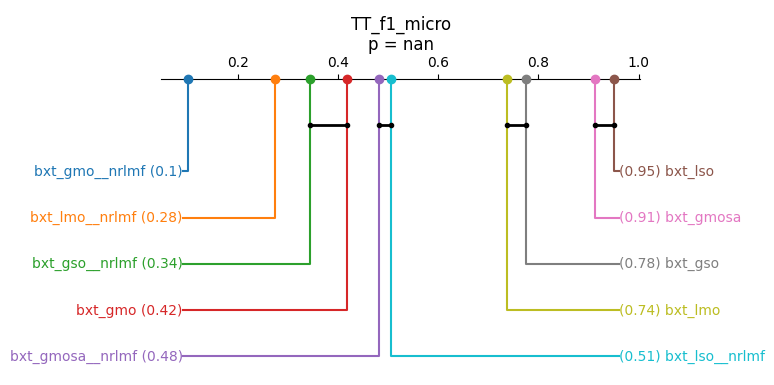 TT_f1_micro
p = nan
0.2 0.4 0.6 0.8 1.0
bxt_gmo__nrlmf (0.1) (0.95) bxt_lso
bxt_lmo__nrlmf (0.28) (0.91) bxt_gmosa
bxt_gso__nrlmf (0.34) (0.78) bxt_gso
bxt_gmo (0.42) (0.74) bxt_lmo
bxt_gmosa__nrlmf (0.48) (0.51) bxt_lso__nrlmf